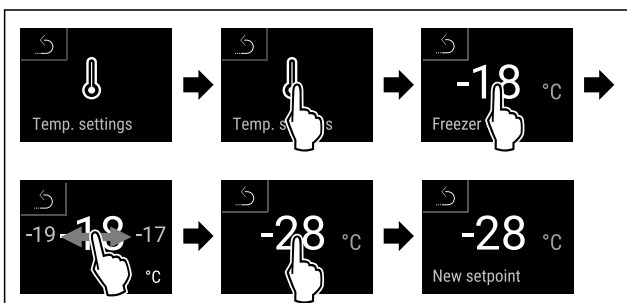 Temp. settings
Temp. s s
-18 °C
Freezer
-19 -18 -17
°C
-28 °C
-28 °C
New setpoint